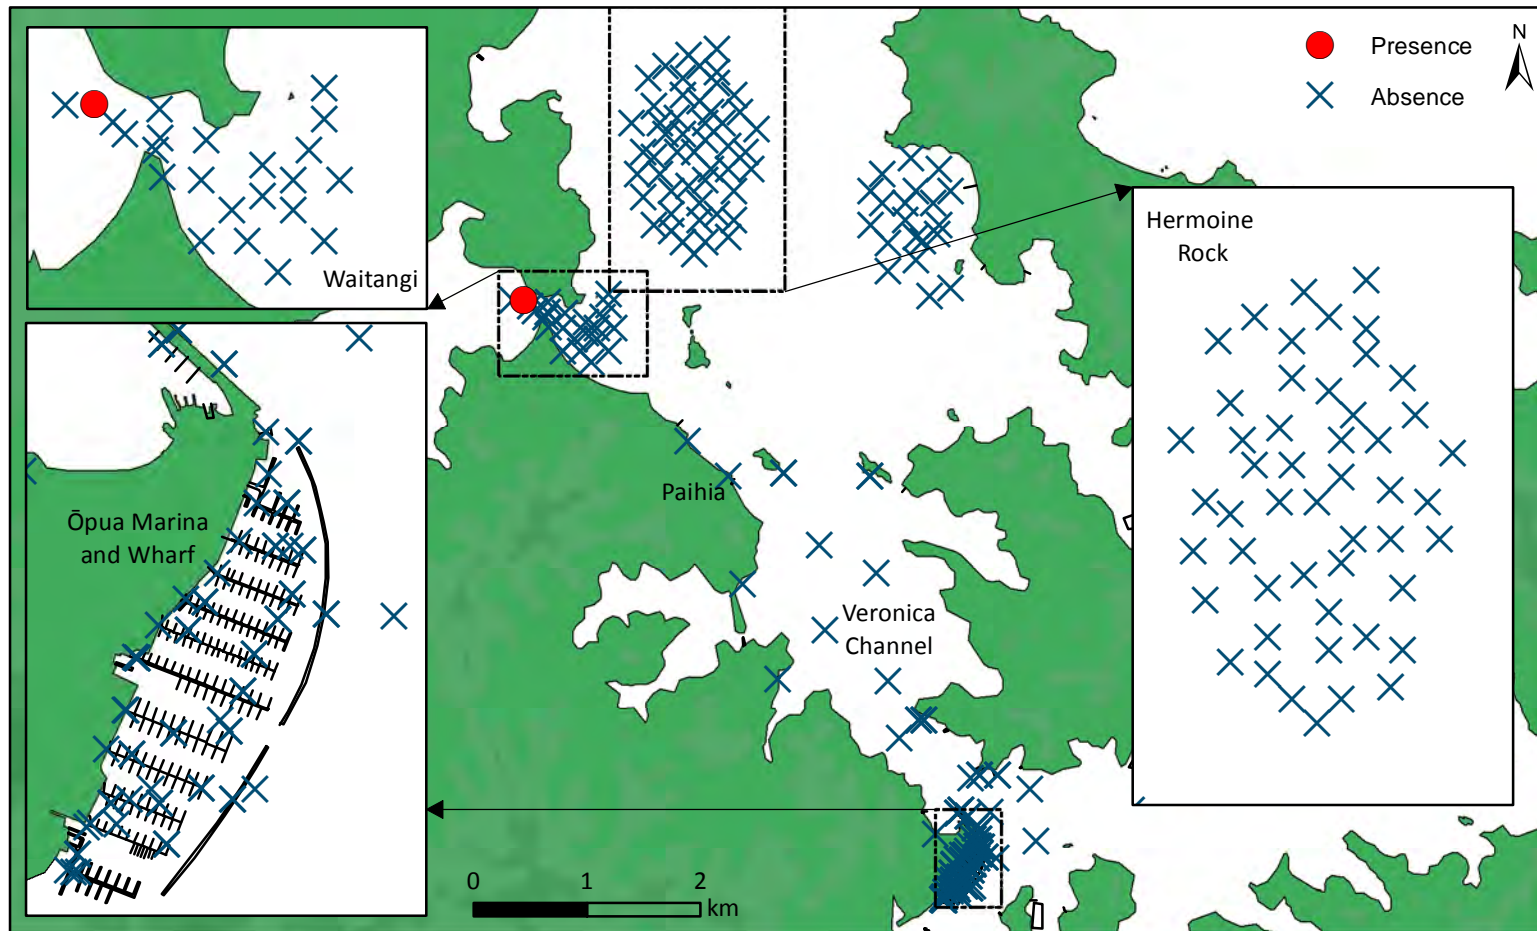 N
Presence
Absence
Waitangi
Hermoine
Rock
Ōpua Marina
and Wharf
Paihia
Veronica
Channel
0 1 2
km